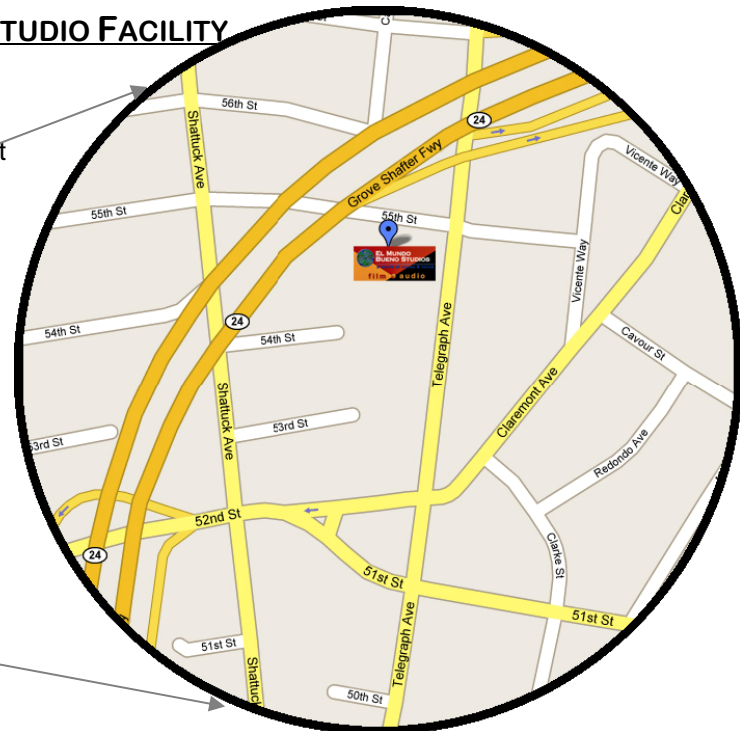 TUDIO FACILITY
t
56th St
Shattuck Ave
24
Grove Shafter Fwy
Vicente Way
55th St
55th St
EL MUNDO
BUENO STUDIOS
film audio
Vicente Way
24
54th St
54th St
Telegraph Ave
Cavour St
Shattuck Ave
Claremont Ave
53rd St
53rd St
Redondo Ave
52nd St
24
Clarke St
51st St
51st St
51st St
Telegraph Ave
Shattuck
50th St